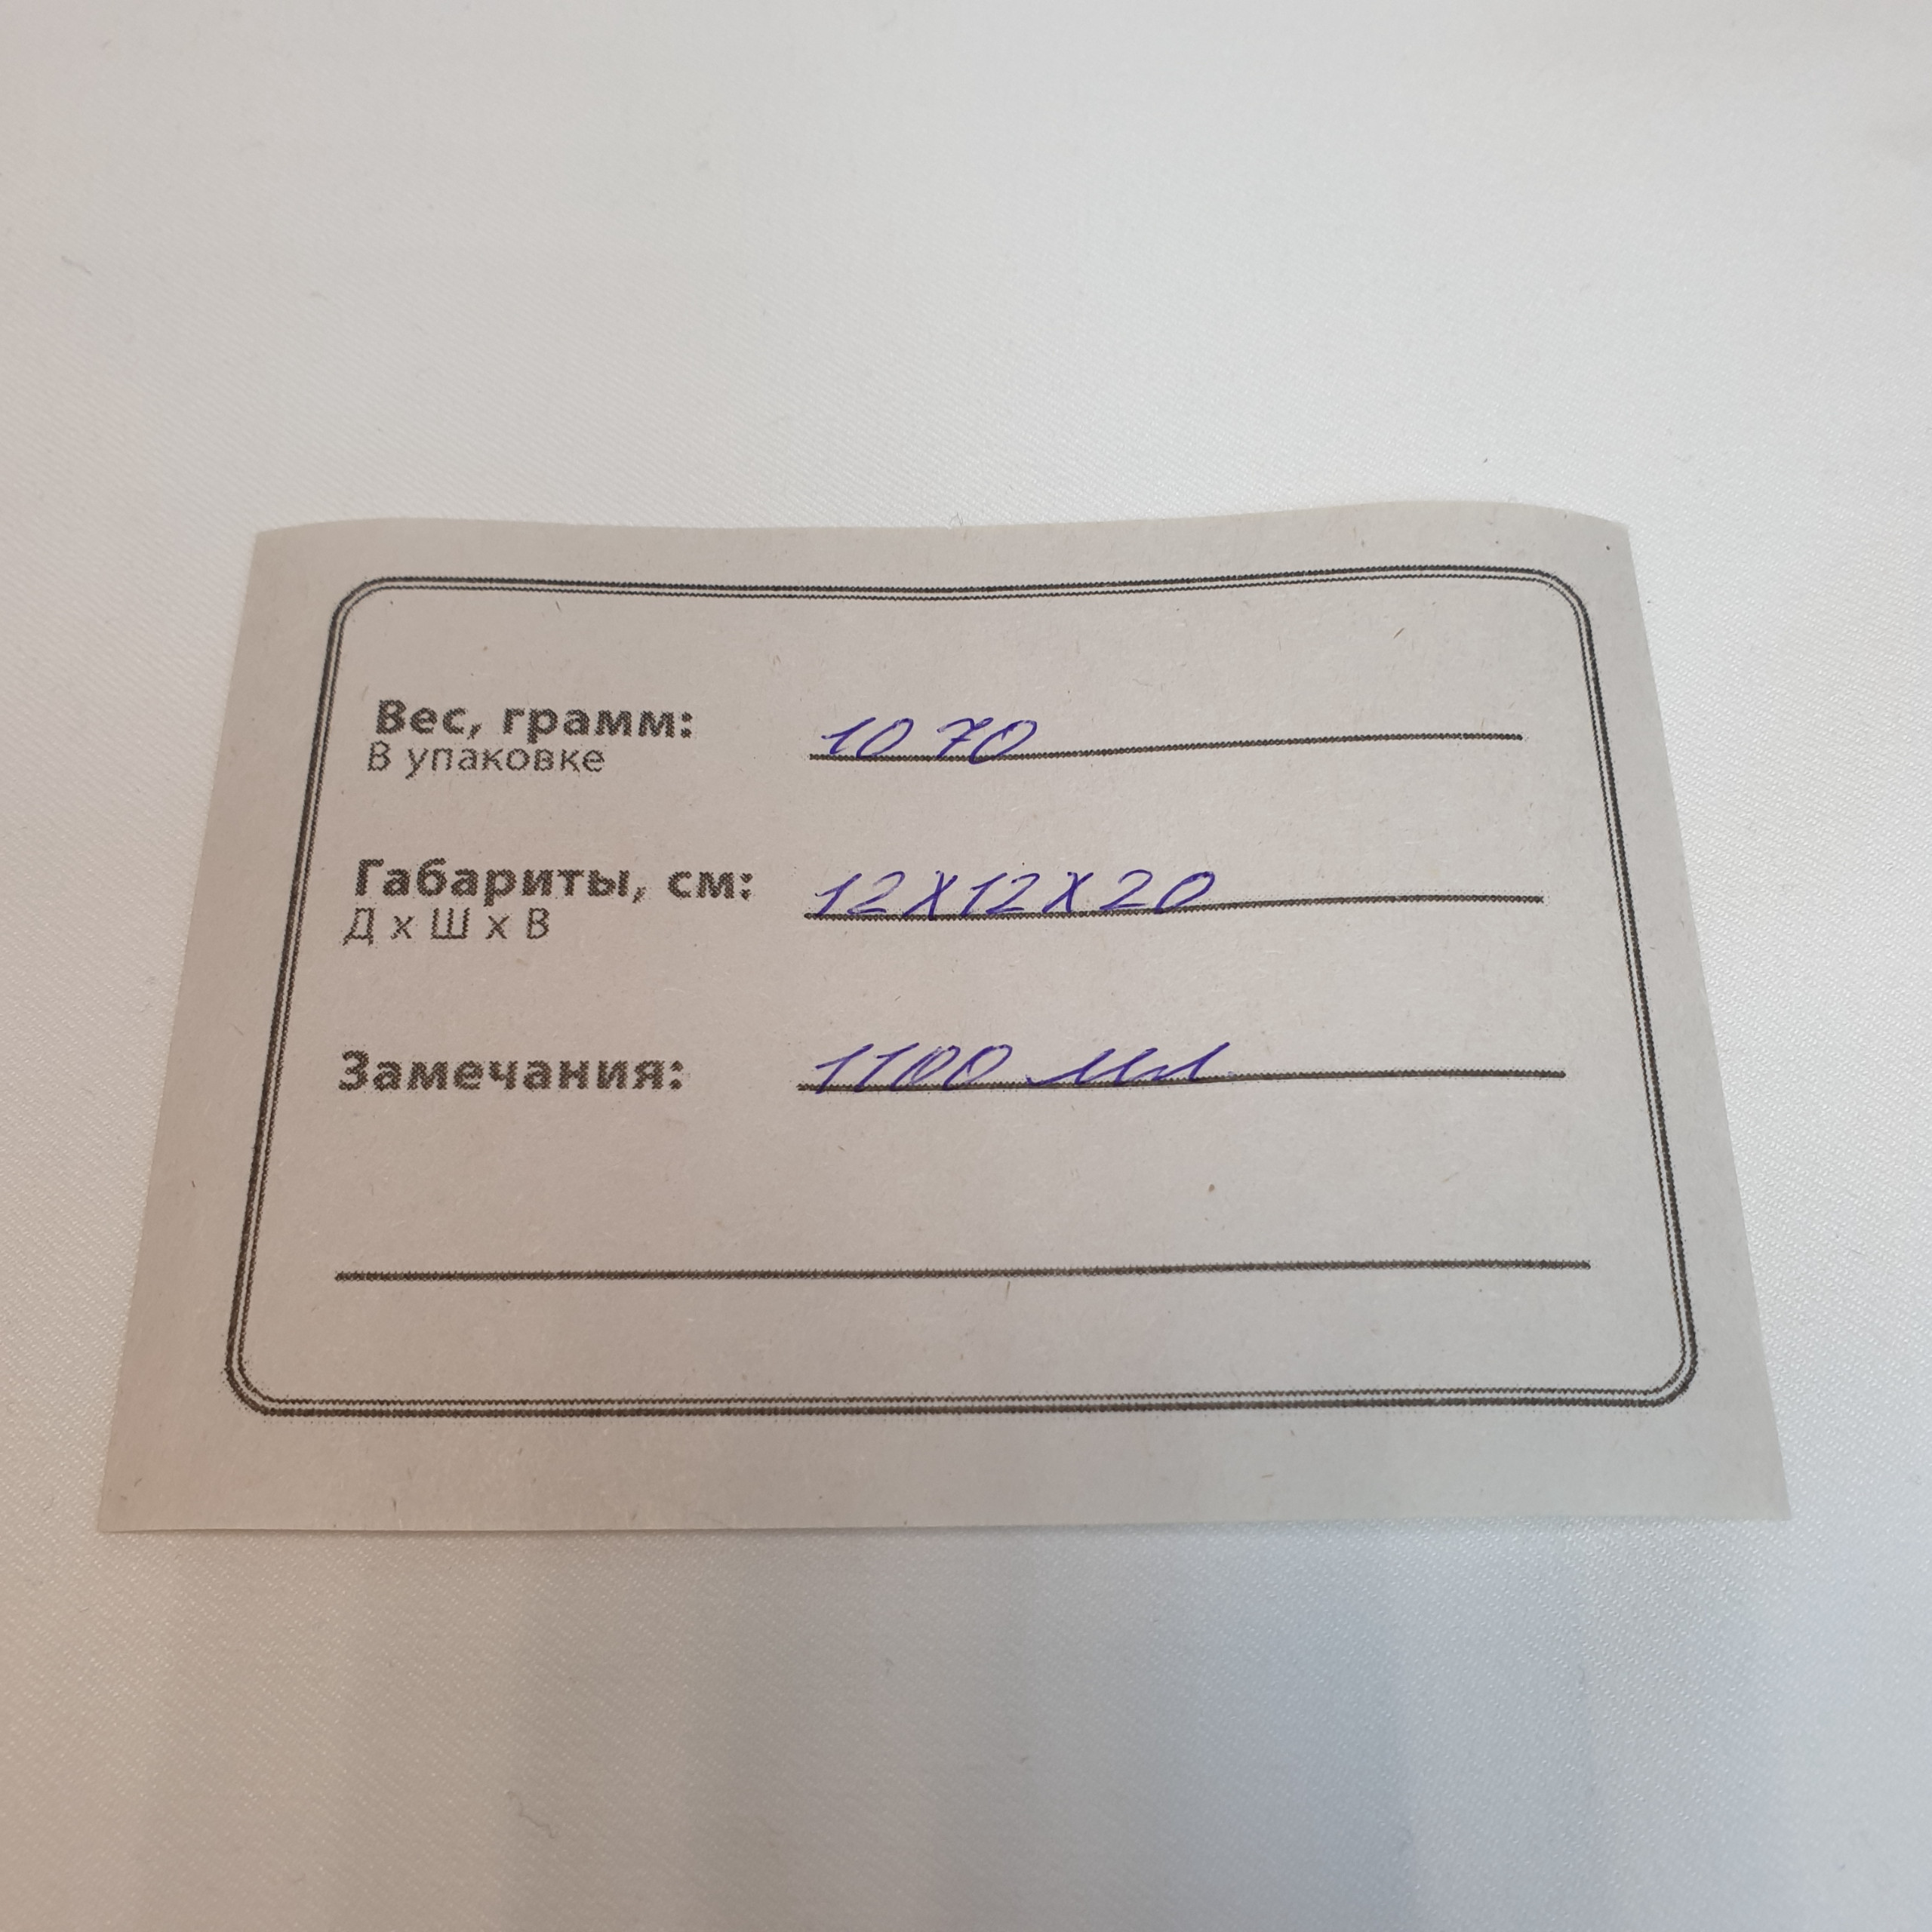 Вес, грамм: 1070
В упаковке
Габариты, см: 12x12x20
Д x Ш x В
Замечания: 1100 мл